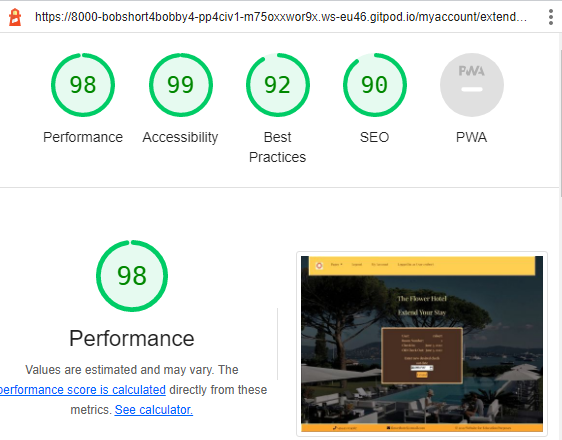 https://8000-bobshort4bobby4-pp4civ1-m75oxxwor9x.ws-eu46.gitpod.io/myaccount/extend…
98
99
92
90
PWA
Performance
Accessibility
Best
Practices
SEO
PWA
98
Performance
Values are estimated and may vary. The
performance score is calculated directly from these
metrics. See calculator.
The Flower Hotel
Extend Your Stay